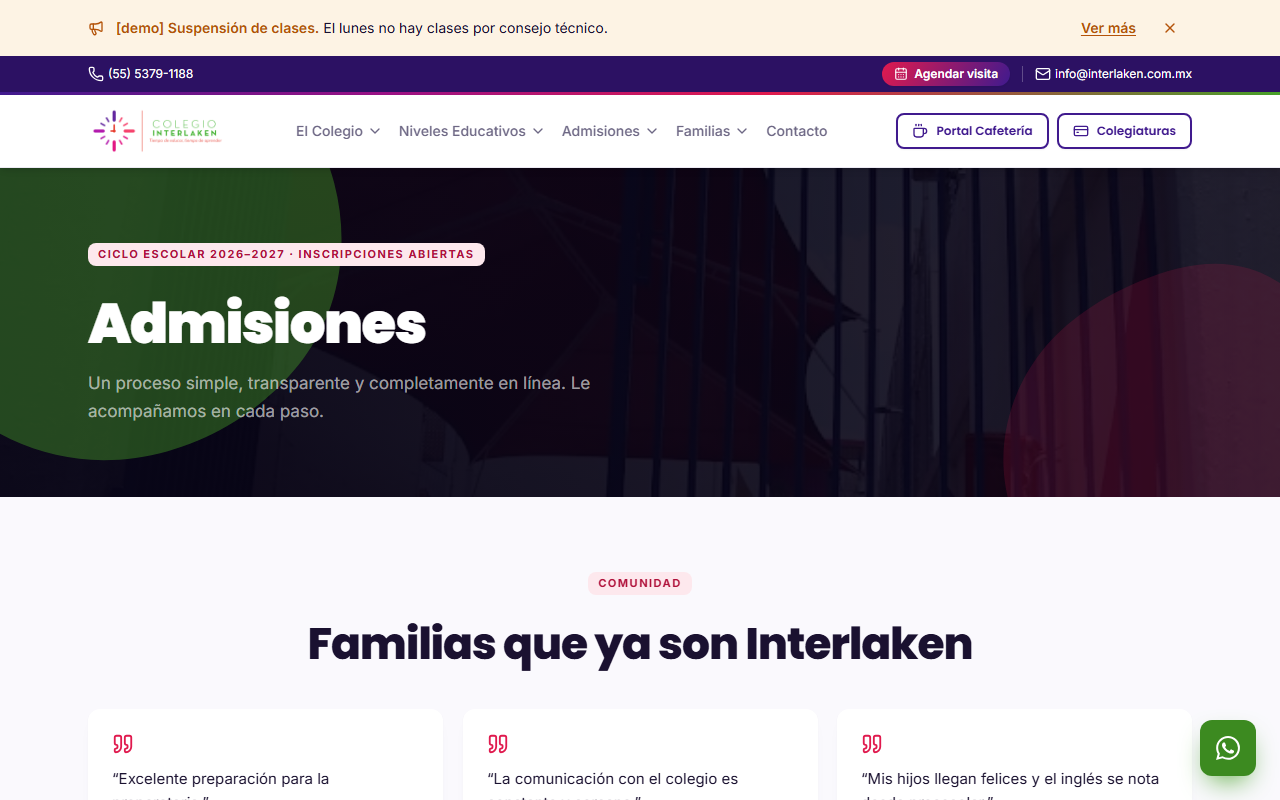 [demo] Suspensión de clases. El lunes no hay clases por consejo técnico.
Ver más
(55) 5379-1188
Agendar visita
info@interlaken.com.mx
COLEGIO
INTERLAKEN
El Colegio
Niveles Educativos
Admisiones
Familias
Contacto
Portal Cafetería
Colegiaturas
CICLO ESCOLAR 2026–2027 · INSCRIPCIONES ABIERTAS
Admisiones
Un proceso simple, transparente y completamente en línea. Le
acompañamos en cada paso.
COMUNIDAD
Familias que ya son Interlaken
“Excelente preparación para la
“La comunicación con el colegio es
“Mis hijos llegan felices y el inglés se nota